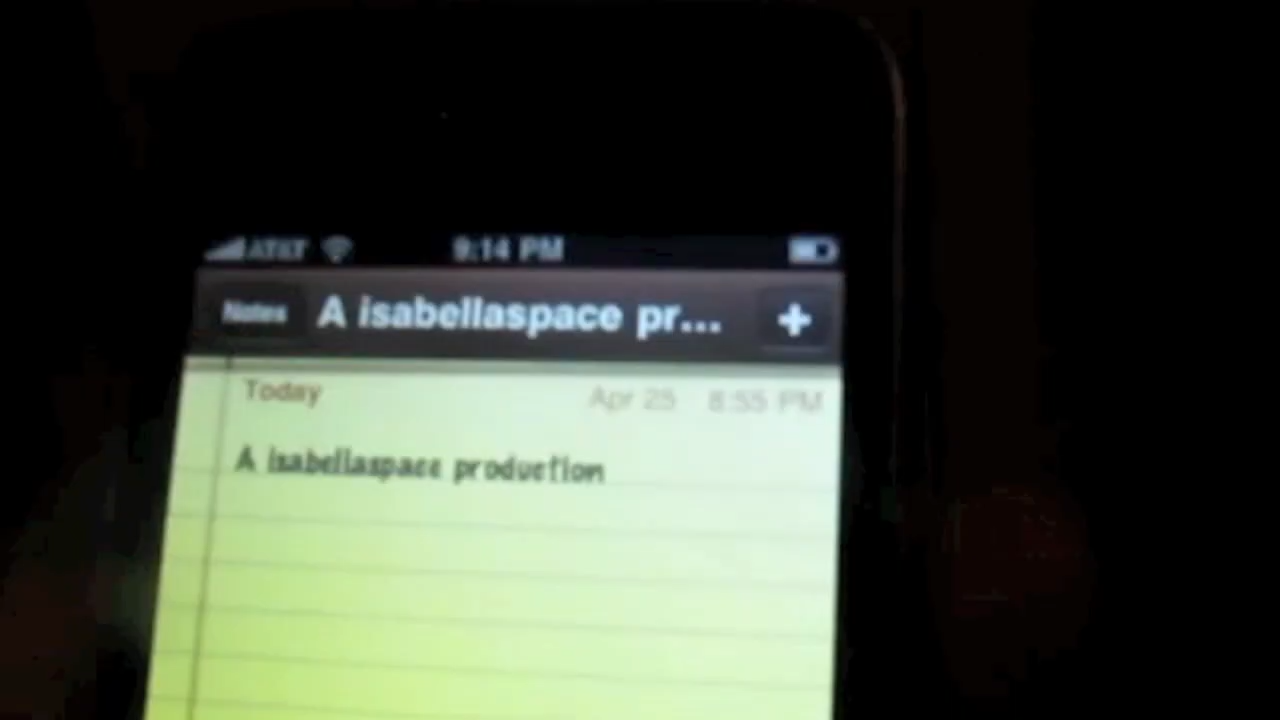 AT&T 9:14 PM
Notes A isabellaspace pr... +
Today Apr 25 8:55 PM
A isabellaspace production